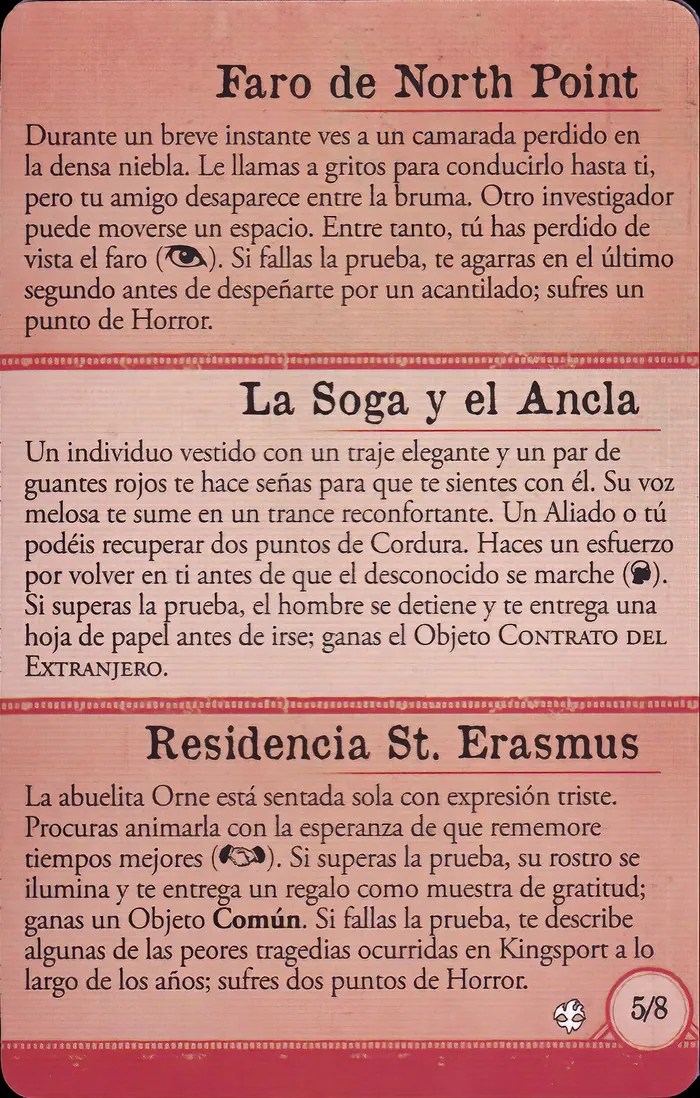 Faro de North Point
Durante un breve instante ves a un camarada perdido en
la densa niebla. Le llamas a gritos para conducirlo hasta ti,
pero tu amigo desaparece entre la bruma. Otro investigador
puede moverse un espacio. Entre tanto, tú has perdido de
vista el faro (). Si fallas la prueba, te agarras en el último
segundo antes de despeñarte por un acantilado; sufres un
punto de Horror.
La Soga y el Ancla
Un individuo vestido con un traje elegante y un par de
guantes rojos te hace señas para que te sientes con él. Su voz
melosa te sume en un trance reconfortante. Un Aliado o tú
podéis recuperar dos puntos de Cordura. Haces un esfuerzo
por volver en ti antes de que el desconocido se marche ().
Si superas la prueba, el hombre se detiene y te entrega una
hoja de papel antes de irse; ganas el Objeto CONTRATO DEL
EXTRANJERO.
Residencia St. Erasmus
La abuelita Orne está sentada sola con expresión triste.
Procuras animarla con la esperanza de que rememore
tiempos mejores (). Si superas la prueba, su rostro se
ilumina y te entrega un regalo como muestra de gratitud;
ganas un Objeto Común. Si fallas la prueba, te describe
algunas de las peores tragedias ocurridas en Kingsport a lo
largo de los años; sufres dos puntos de Horror.
5/8